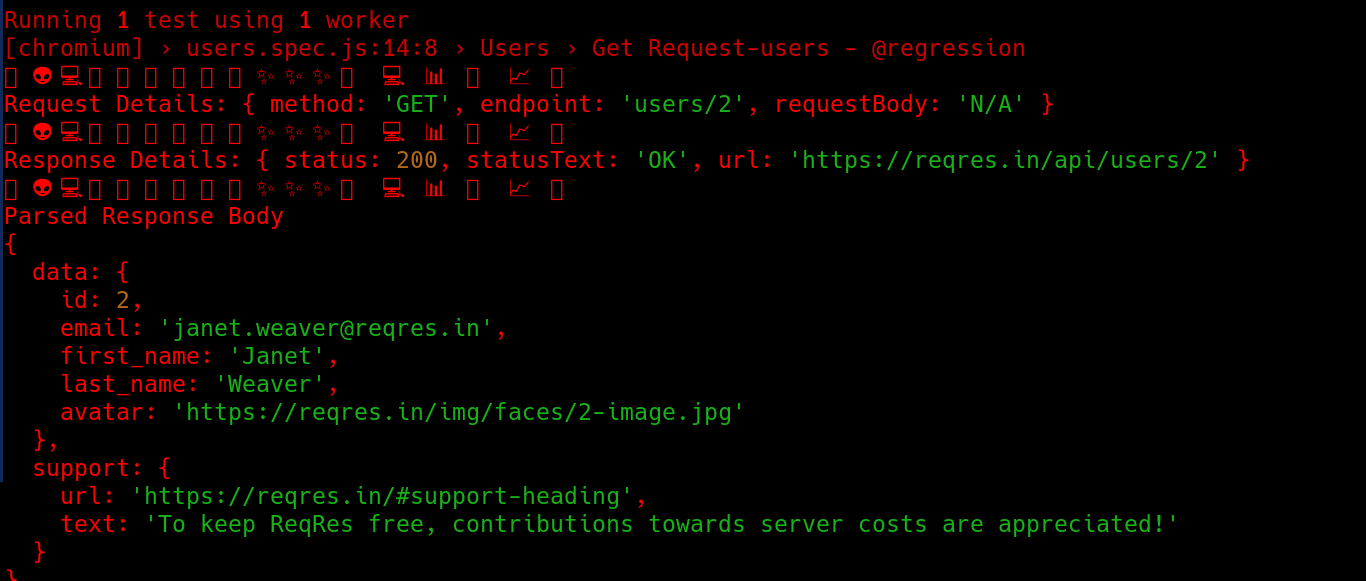 Running 1 test using 1 worker
[chromium] › users.spec.js:14:8 › Users › Get Request-users - @regression
Request Details: { method: 'GET', endpoint: 'users/2', requestBody: 'N/A' }
Response Details: { status: 200, statusText: 'OK', url: 'https://reqres.in/api/users/2' }
Parsed Response Body
{
  data: {
    id: 2,
    email: 'janet.weaver@reqres.in',
    first_name: 'Janet',
    last_name: 'Weaver',
    avatar: 'https://reqres.in/img/faces/2-image.jpg'
  },
  support: {
    url: 'https://reqres.in/#support-heading',
    text: 'To keep ReqRes free, contributions towards server costs are appreciated!'
  }
}